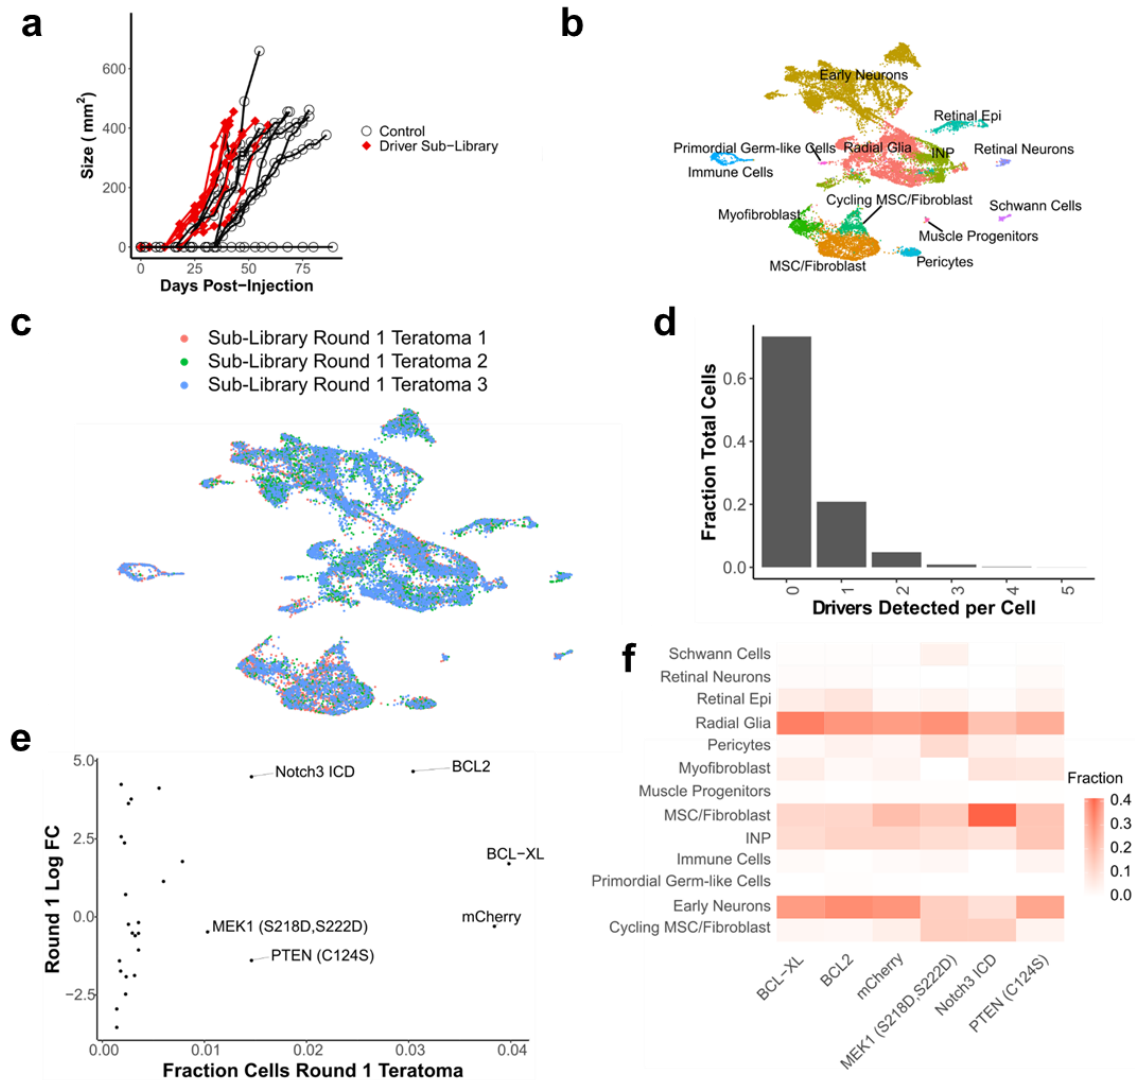 a
Size ( mm²)
600
400
200
0
0
25
50
75
Days Post−Injection
Control
Driver Sub−Library
b
Early Neurons
Retinal Epi
Primordial Germ-like Cells
Radial Glia
INP
Retinal Neurons
Immune Cells
Cycling MSC/Fibroblast
Schwann Cells
Myofibroblast
Muscle Progenitors
MSC/Fibroblast
Pericytes
c
Sub-Library Round 1 Teratoma 1
Sub-Library Round 1 Teratoma 2
Sub-Library Round 1 Teratoma 3
d
Fraction Total Cells
0.6
0.4
0.2
0.0
0
1
2
3
4
5
Drivers Detected per Cell
e
Round 1 Log FC
5.0
2.5
0.0
−2.5
Notch3 ICD
BCL2
BCL−XL
mCherry
MEK1 (S218D,S222D)
PTEN (C124S)
0.00
0.01
0.02
0.03
0.04
Fraction Cells Round 1 Teratoma
f
Schwann Cells
Retinal Neurons
Retinal Epi
Radial Glia
Pericytes
Myofibroblast
Muscle Progenitors
MSC/Fibroblast
INP
Immune Cells
Primordial Germ−like Cells
Early Neurons
Cycling MSC/Fibroblast
BCL−XL
BCL2
mCherry
MEK1 (S218D,S222D)
Notch3 ICD
PTEN (C124S)
Fraction
0.4
0.3
0.2
0.1
0.0